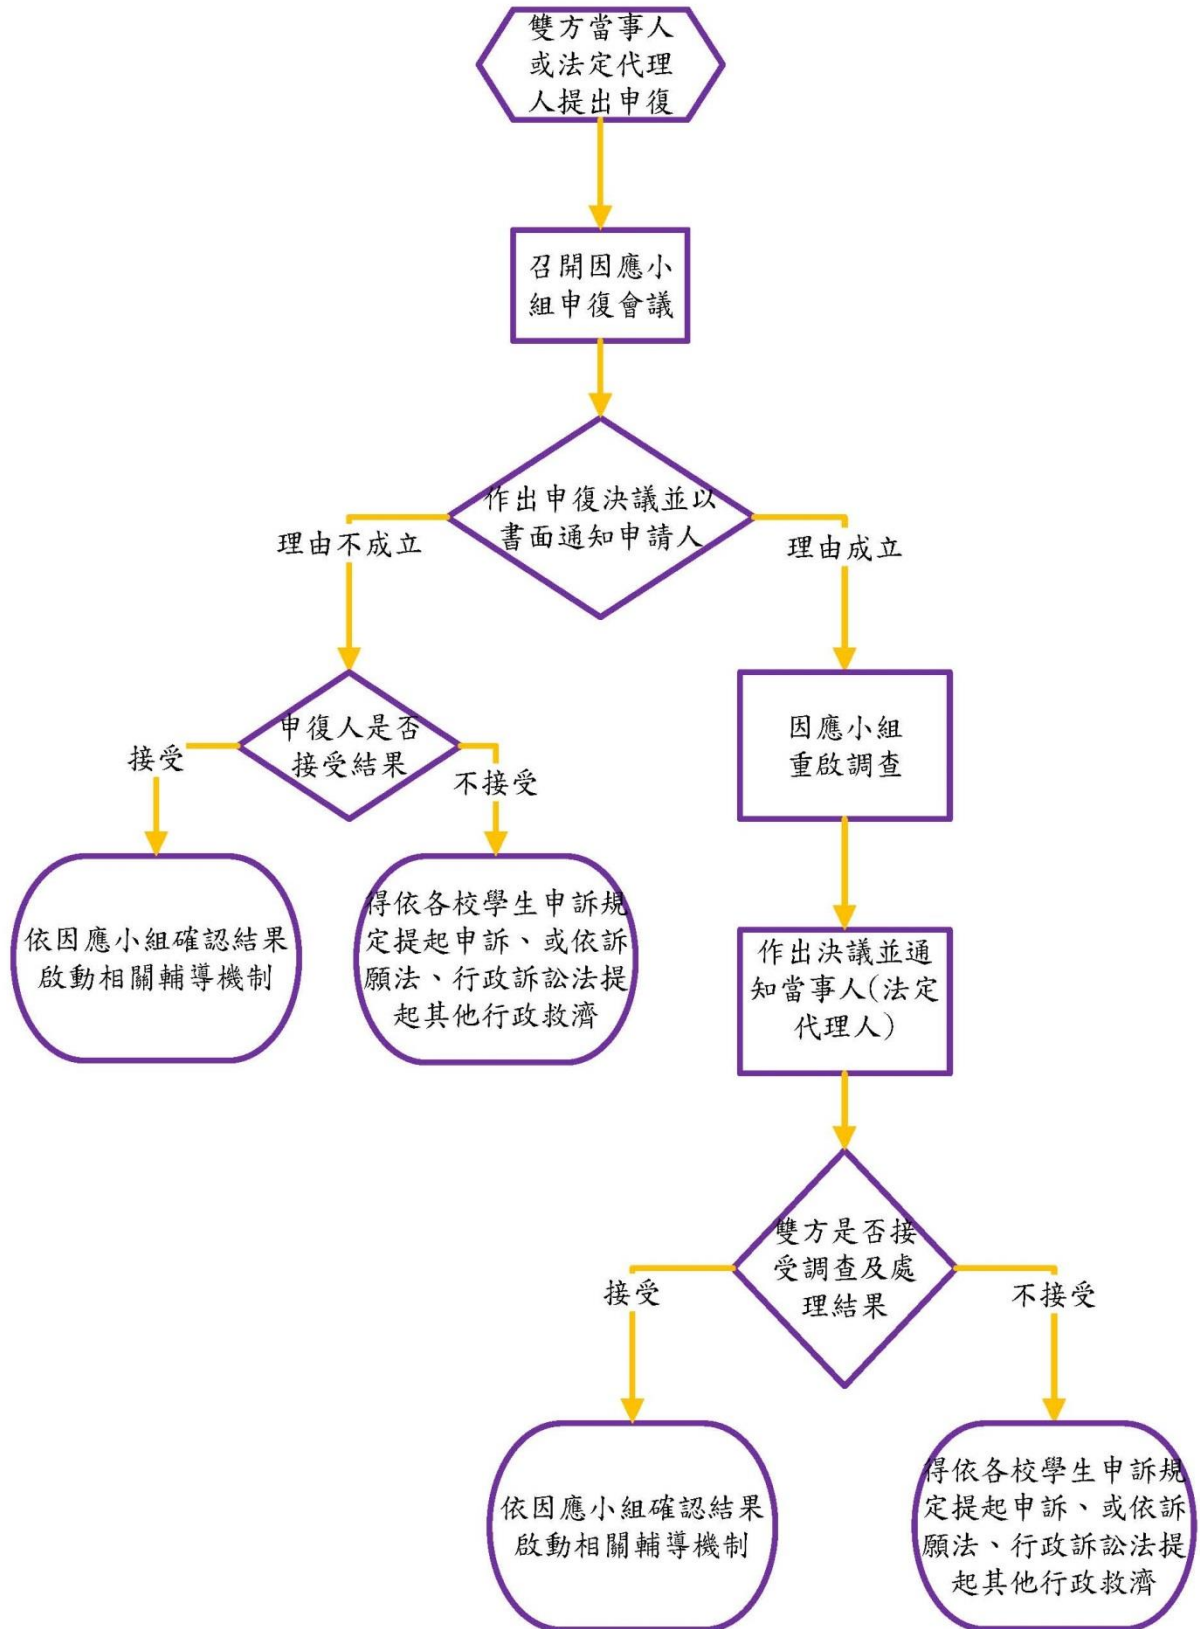 雙方當事人
或法定代理
人提出申復
召開因應小
組申復會議
作出申復決議並以
書面通知申請人
理由不成立
理由成立
申復人是否
接受結果
接受
不接受
因應小組
重啟調查
依因應小組確認結果
啟動相關輔導機制
得依各校學生申訴規
定提起申訴、或依訴
願法、行政訴訟法提
起其他行政救濟
作出決議並通
知當事人(法定
代理人)
雙方是否接
受調查及處
理結果
接受
不接受
依因應小組確認結果
啟動相關輔導機制
得依各校學生申訴規
定提起申訴、或依訴
願法、行政訴訟法提
起其他行政救濟